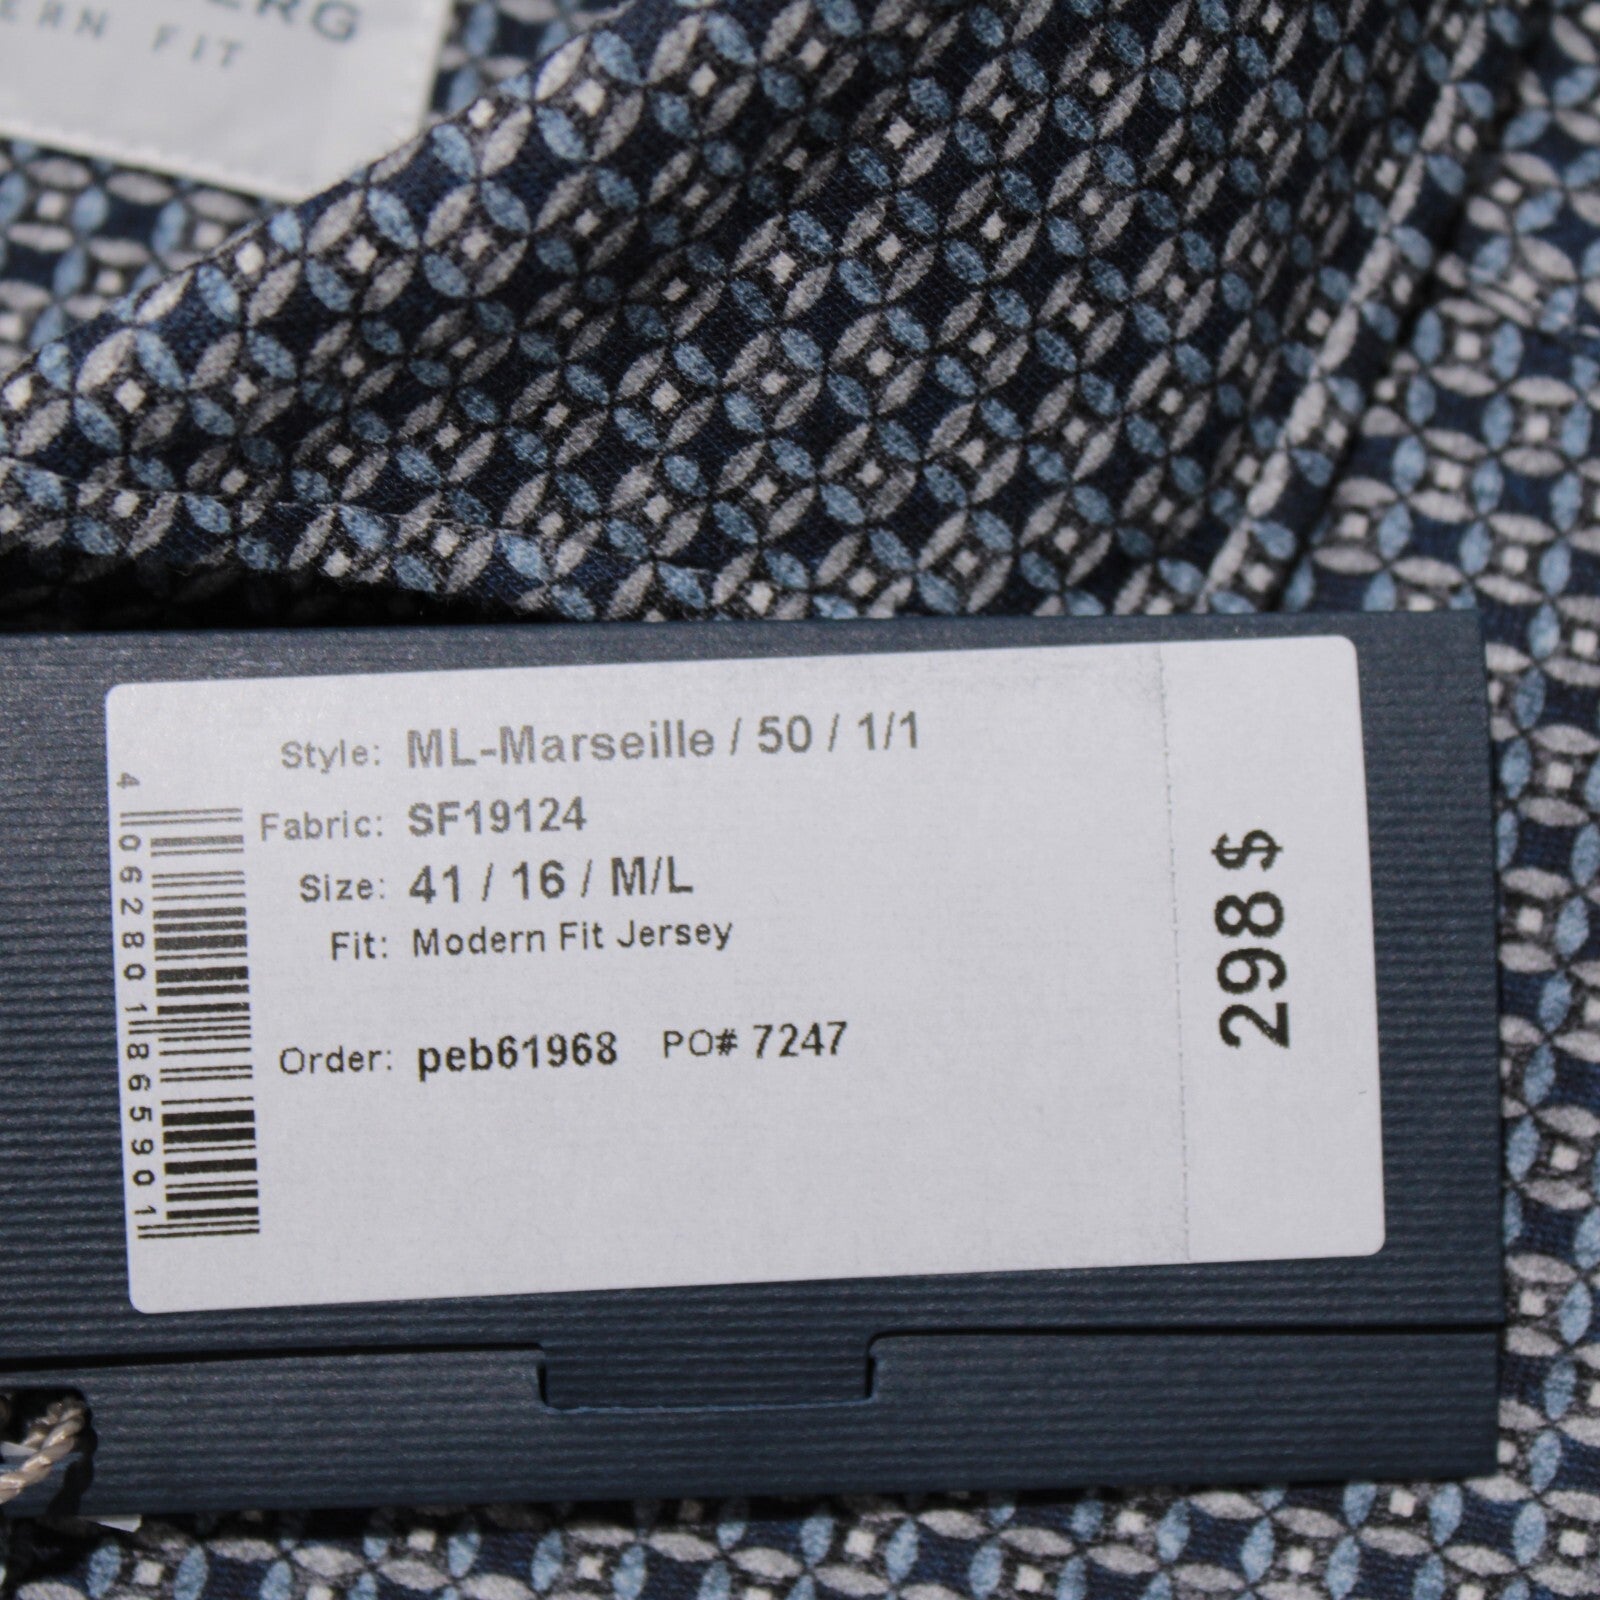 ERG
ERN FIT
Style: ML-Marseille / 50 / 1/1
Fabric: SF19124
Size: 41 / 16 / M/L
Fit: Modern Fit Jersey
Order: peb61968 PO# 7247
4 062801 865901
298 $